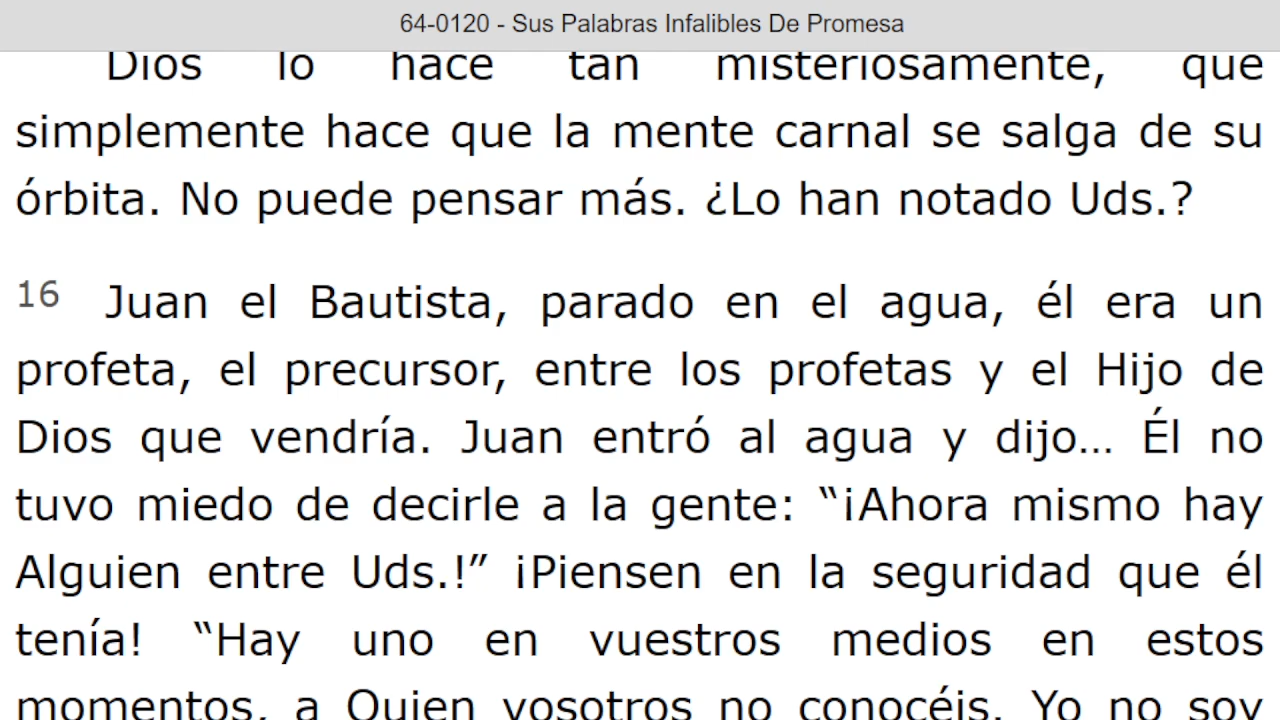 64-0120 - Sus Palabras Infalibles De Promesa
Dios lo hace tan misteriosamente, que
simplemente hace que la mente carnal se salga de su
órbita. No puede pensar más. ¿Lo han notado Uds.?
16 Juan el Bautista, parado en el agua, él era un
profeta, el precursor, entre los profetas y el Hijo de
Dios que vendría. Juan entró al agua y dijo… Él no
tuvo miedo de decirle a la gente: “¡Ahora mismo hay
Alguien entre Uds.!” ¡Piensen en la seguridad que él
tenía! “Hay uno en vuestros medios en estos
momentos, a Quien vosotros no conocéis. Yo no soy